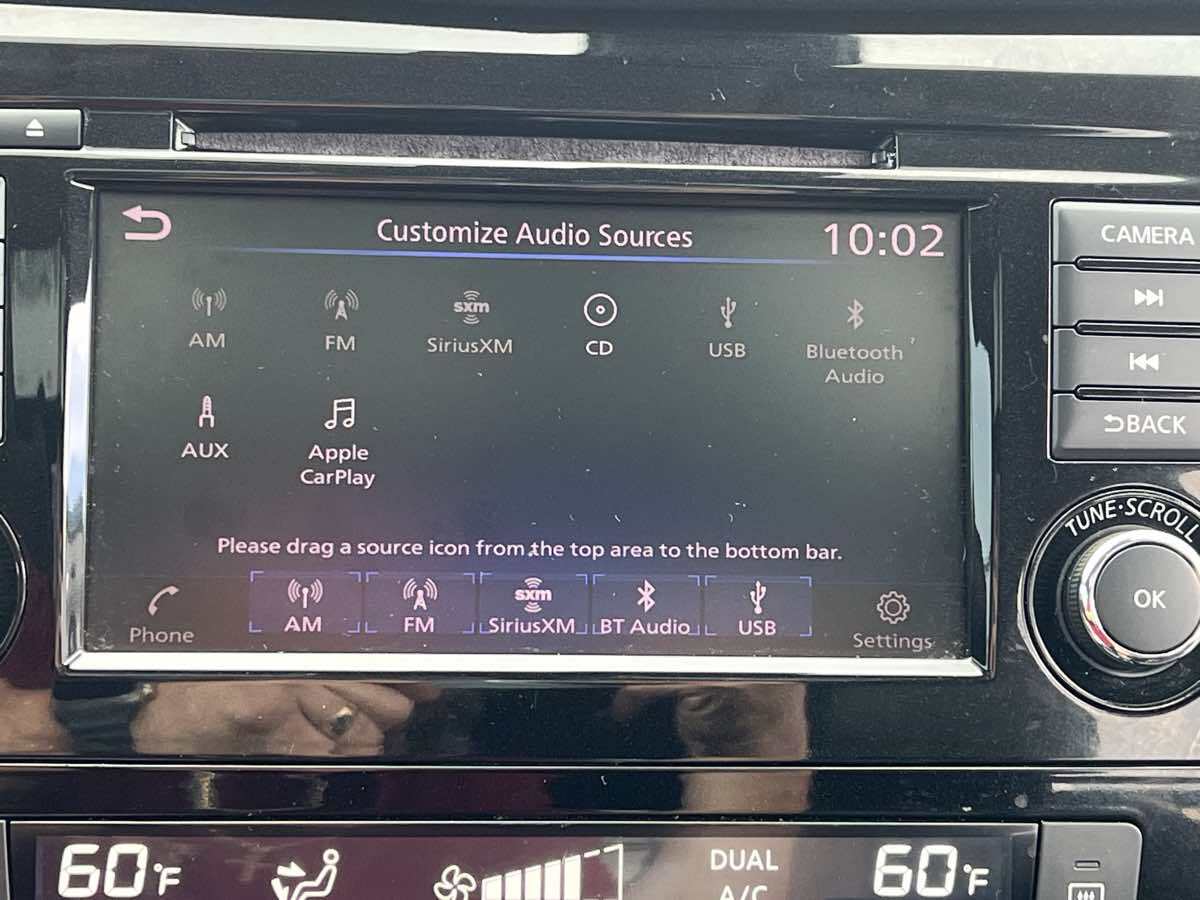 Customize Audio Sources
10:02
AM
FM
sxm
SiriusXM
CD
USB
Bluetooth
Audio
AUX
Apple
CarPlay
Please drag a source icon from the top area to the bottom bar.
Phone
AM
FM
sxm
SiriusXM
BT Audio
USB
Settings
CAMERA
BACK
TUNE·SCROLL
OK
60°F
DUAL
A/C
60°F